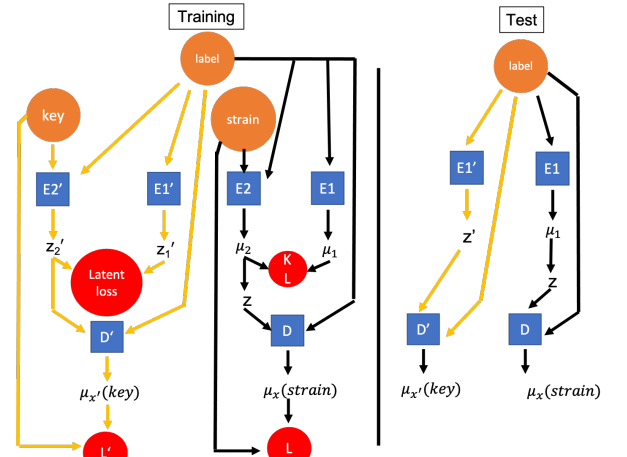 Training
Test
label
label
key
strain
E2′
E1′
E2
E1
E1′
E1
z₂′
z₁′
μ₂
μ₁
z′
μ₁
Latent
loss
K
L
z
z
D′
D
D′
D
μₓ′(key)
μₓ(strain)
μₓ′(key)
μₓ(strain)
L′
L